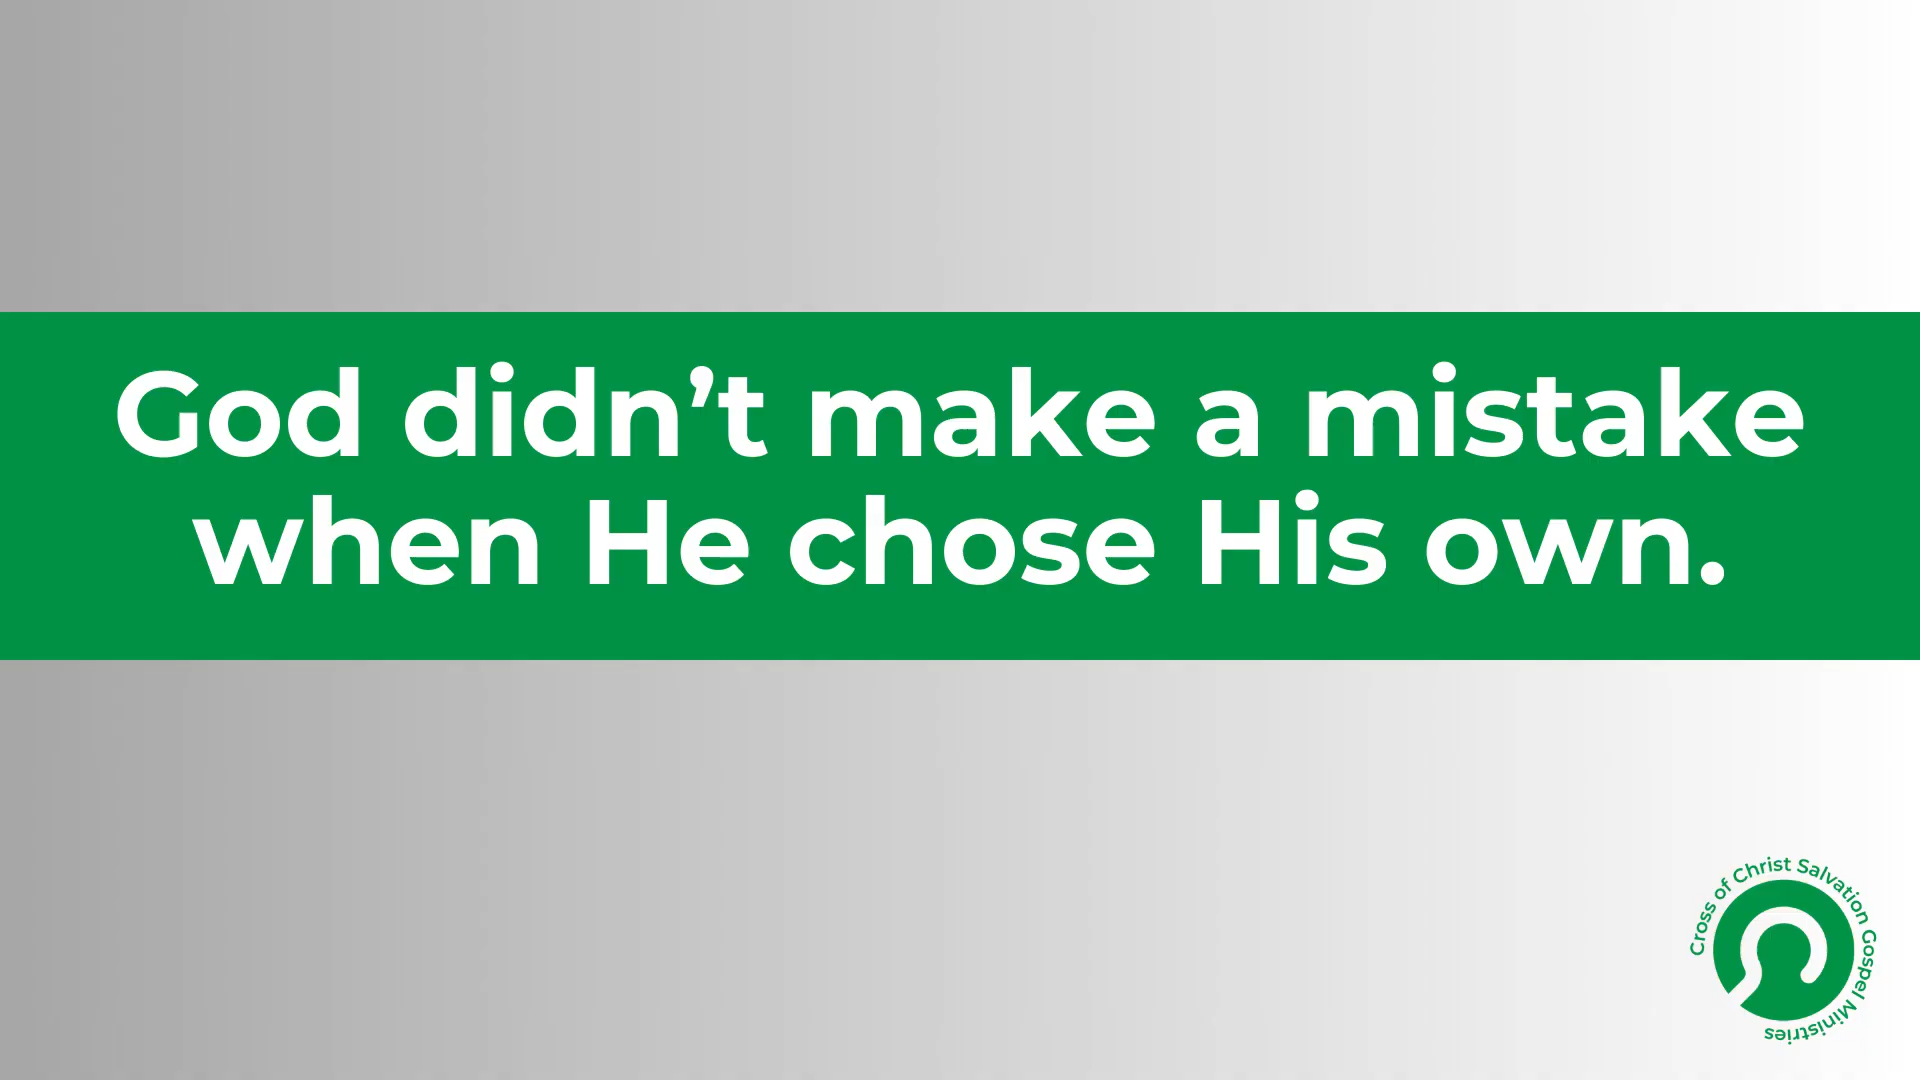 God didn’t make a mistake
when He chose His own.
Cross of Christ Salvation Gospel Ministries